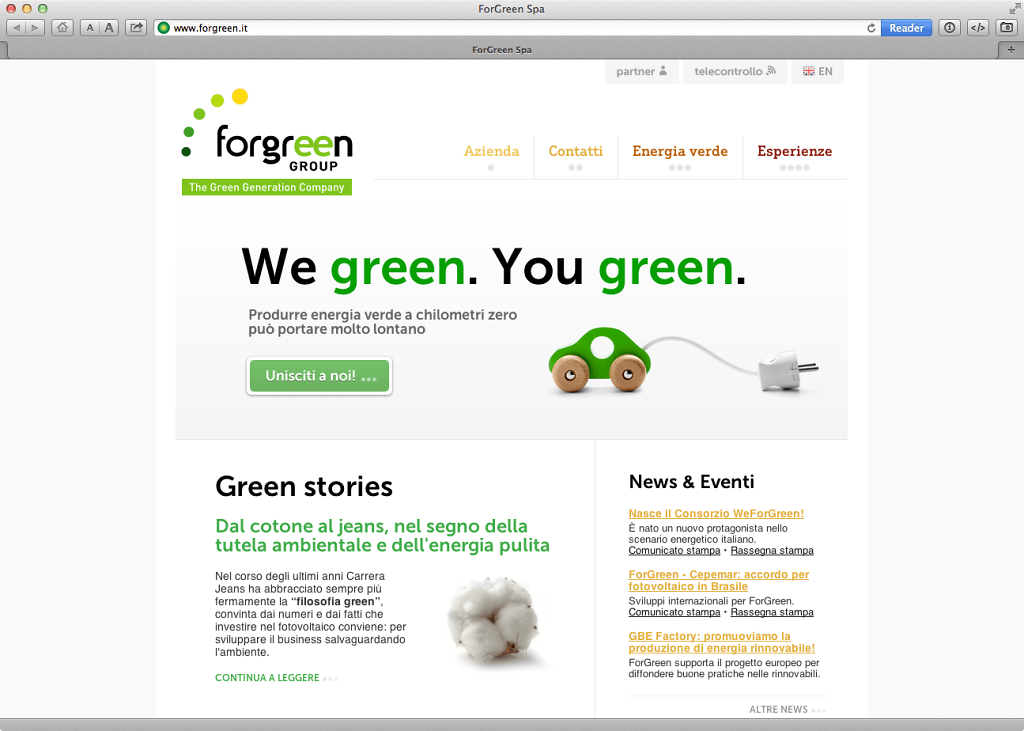 ForGreen Spa
A A
www.forgreen.it
Reader
</>
ForGreen Spa
+
partner
telecontrollo
EN
forgreen
GROUP
The Green Generation Company
Azienda
Contatti
Energia verde
Esperienze
We green. You green.
Produrre energia verde a chilometri zero
può portare molto lontano
Unisciti a noi!
Green stories
Dal cotone al jeans, nel segno della
tutela ambientale e dell'energia pulita
Nel corso degli ultimi anni Carrera
Jeans ha abbracciato sempre più
fermamente la “filosofia green”,
convinta dai numeri e dai fatti che
investire nel fotovoltaico conviene: per
sviluppare il business salvaguardando
l'ambiente.
CONTINUA A LEGGERE
News & Eventi
Nasce il Consorzio WeForGreen!
È nato un nuovo protagonista nello
scenario energetico italiano.
Comunicato stampa • Rassegna stampa
ForGreen - Cepemar: accordo per
fotovoltaico in Brasile
Sviluppi internazionali per ForGreen.
Comunicato stampa • Rassegna stampa
GBE Factory: promuoviamo la
produzione di energia rinnovabile!
ForGreen supporta il progetto europeo per
diffondere buone pratiche nelle rinnovabili.
ALTRE NEWS